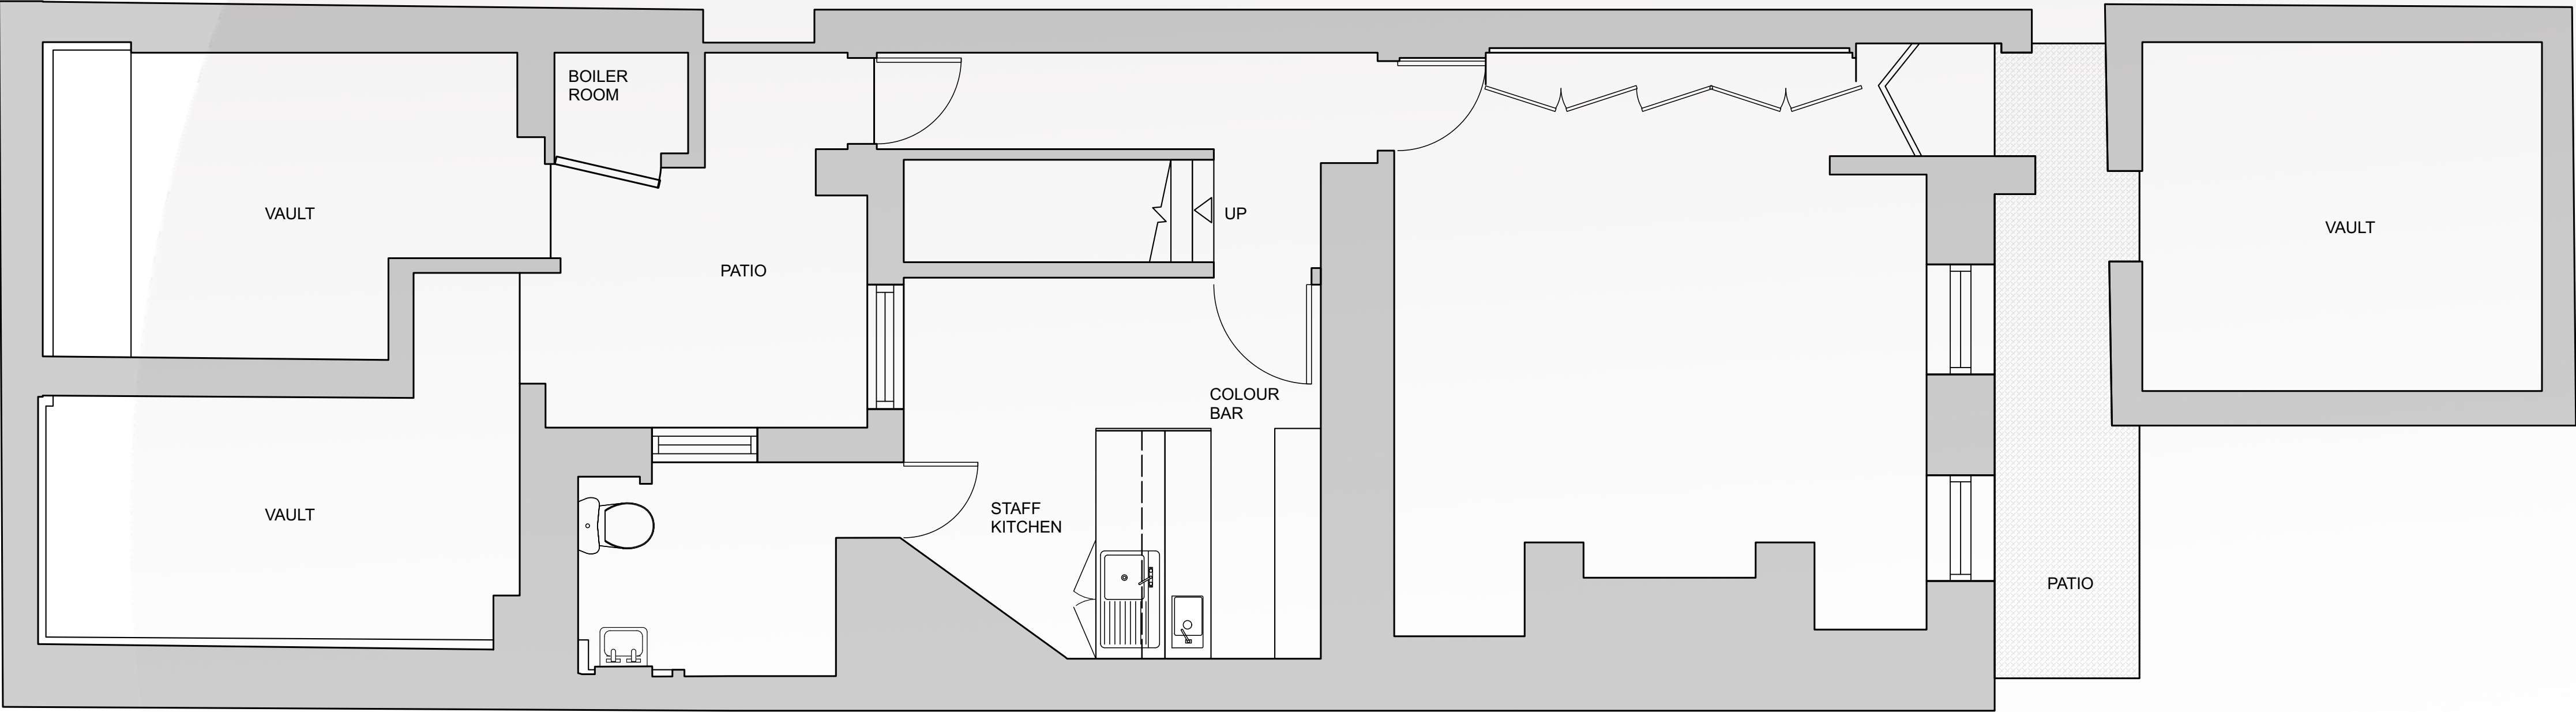 BOILER
ROOM
VAULT
UP
VAULT
PATIO
COLOUR
BAR
VAULT
STAFF
KITCHEN
PATIO